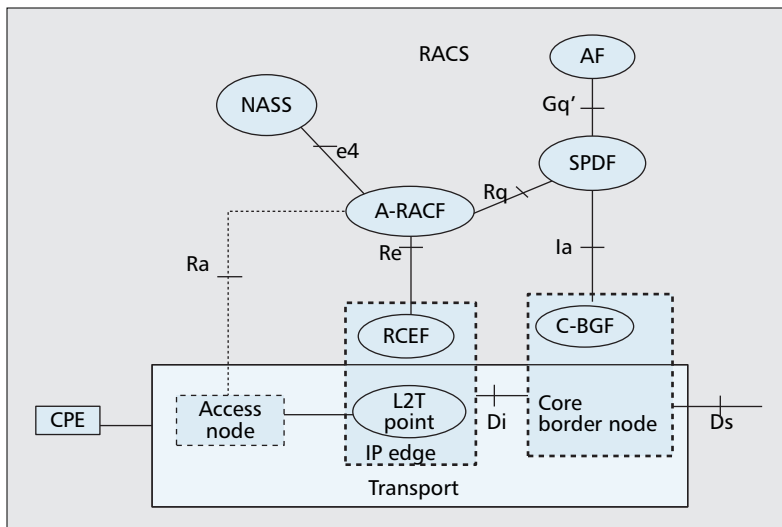 RACS
AF
NASS
Gq’
e4
SPDF
Rq
A-RACF
Ra
Re
Ia
RCEF
C-BGF
CPE
Access
node
L2T
point
IP edge
Di
Core
border node
Ds
Transport